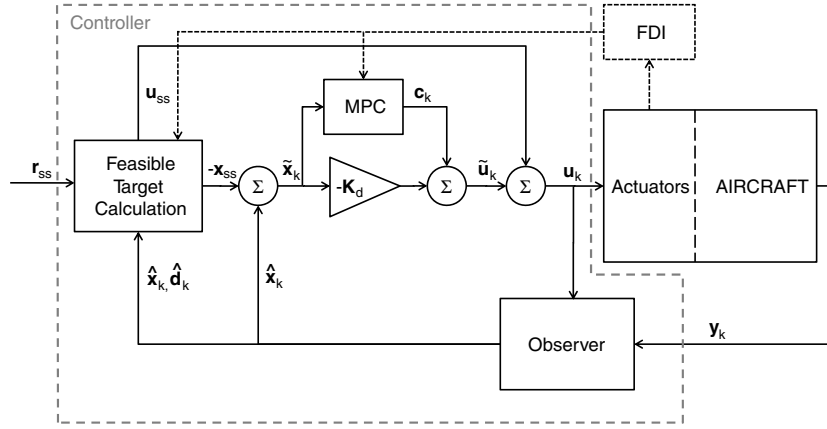 Controller
FDI
u_ss
MPC
c_k
r_ss
Feasible
Target
Calculation
-x_ss
Σ
x̃_k
-K_d
Σ
ũ_k
Σ
u_k
Actuators
AIRCRAFT
x̂_k, d̂_k
x̂_k
Observer
y_k